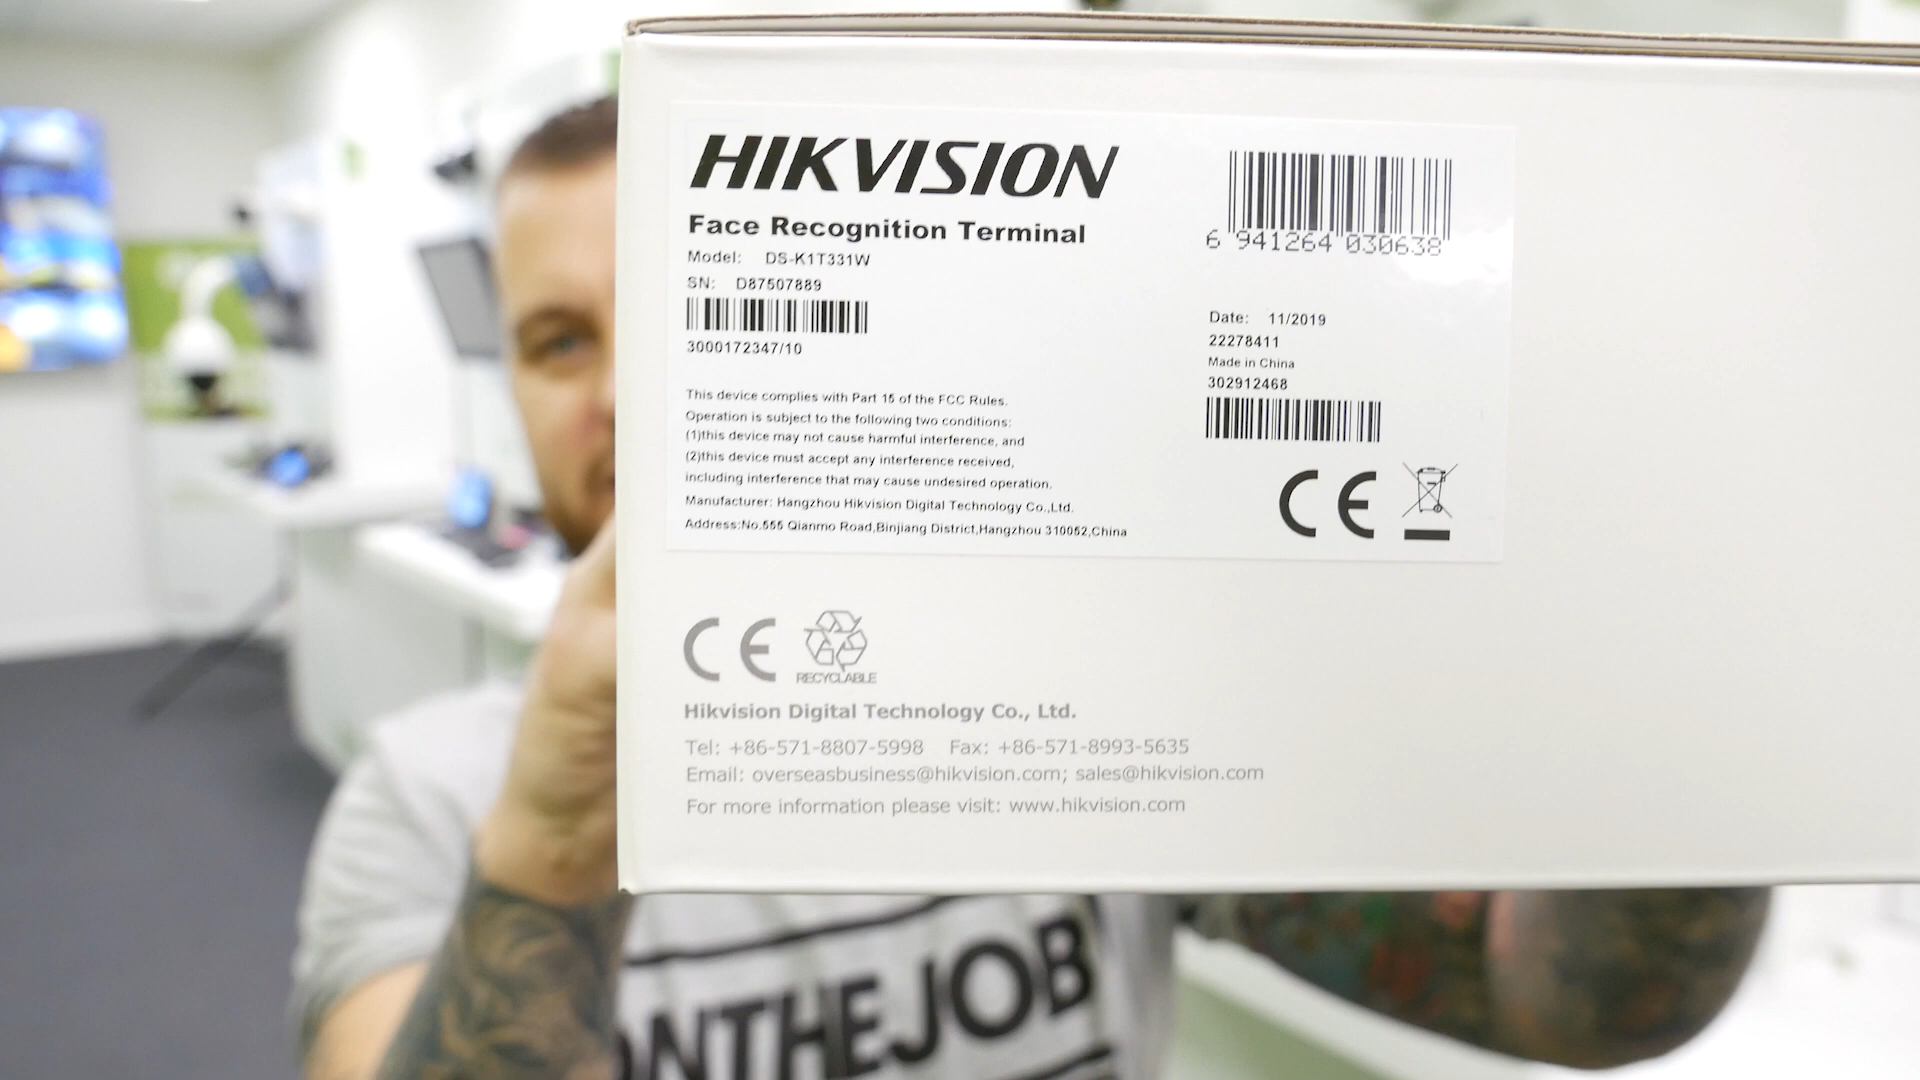 HIKVISION
Face Recognition Terminal
Model: DS-K1T331W
SN: D87507889
3000172347/10
This device complies with Part 15 of the FCC Rules.
Operation is subject to the following two conditions:
(1)this device may not cause harmful interference, and
(2)this device must accept any interference received,
including interference that may cause undesired operation.
Manufacturer: Hangzhou Hikvision Digital Technology Co.,Ltd.
Address:No.555 Qianmo Road,Binjiang District,Hangzhou 310052,China
6 941264 030638
Date: 11/2019
22278411
Made in China
302912468
CE
CE
RECYCLABLE
Hikvision Digital Technology Co., Ltd.
Tel: +86-571-8807-5998 Fax: +86-571-8993-5635
Email: overseasbusiness@hikvision.com; sales@hikvision.com
For more information please visit: www.hikvision.com
ONTHEJOB